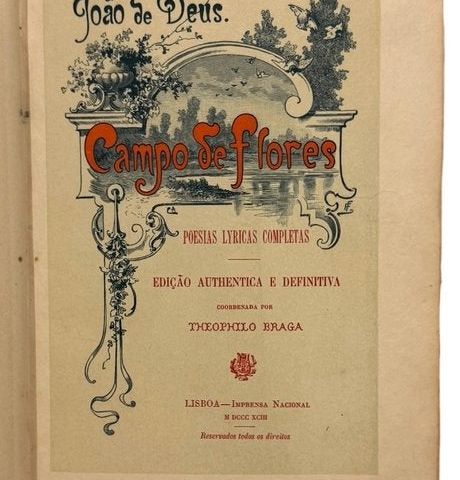 João de Deus.
Campo de flores
POESIAS LYRICAS COMPLETAS
EDIÇÃO AUTHENTICA E DEFINITIVA
COORDENADA POR
THEOPHILO BRAGA
LISBOA—IMPRENSA NACIONAL
M DCCC XCIII
Reservados todos os direitos